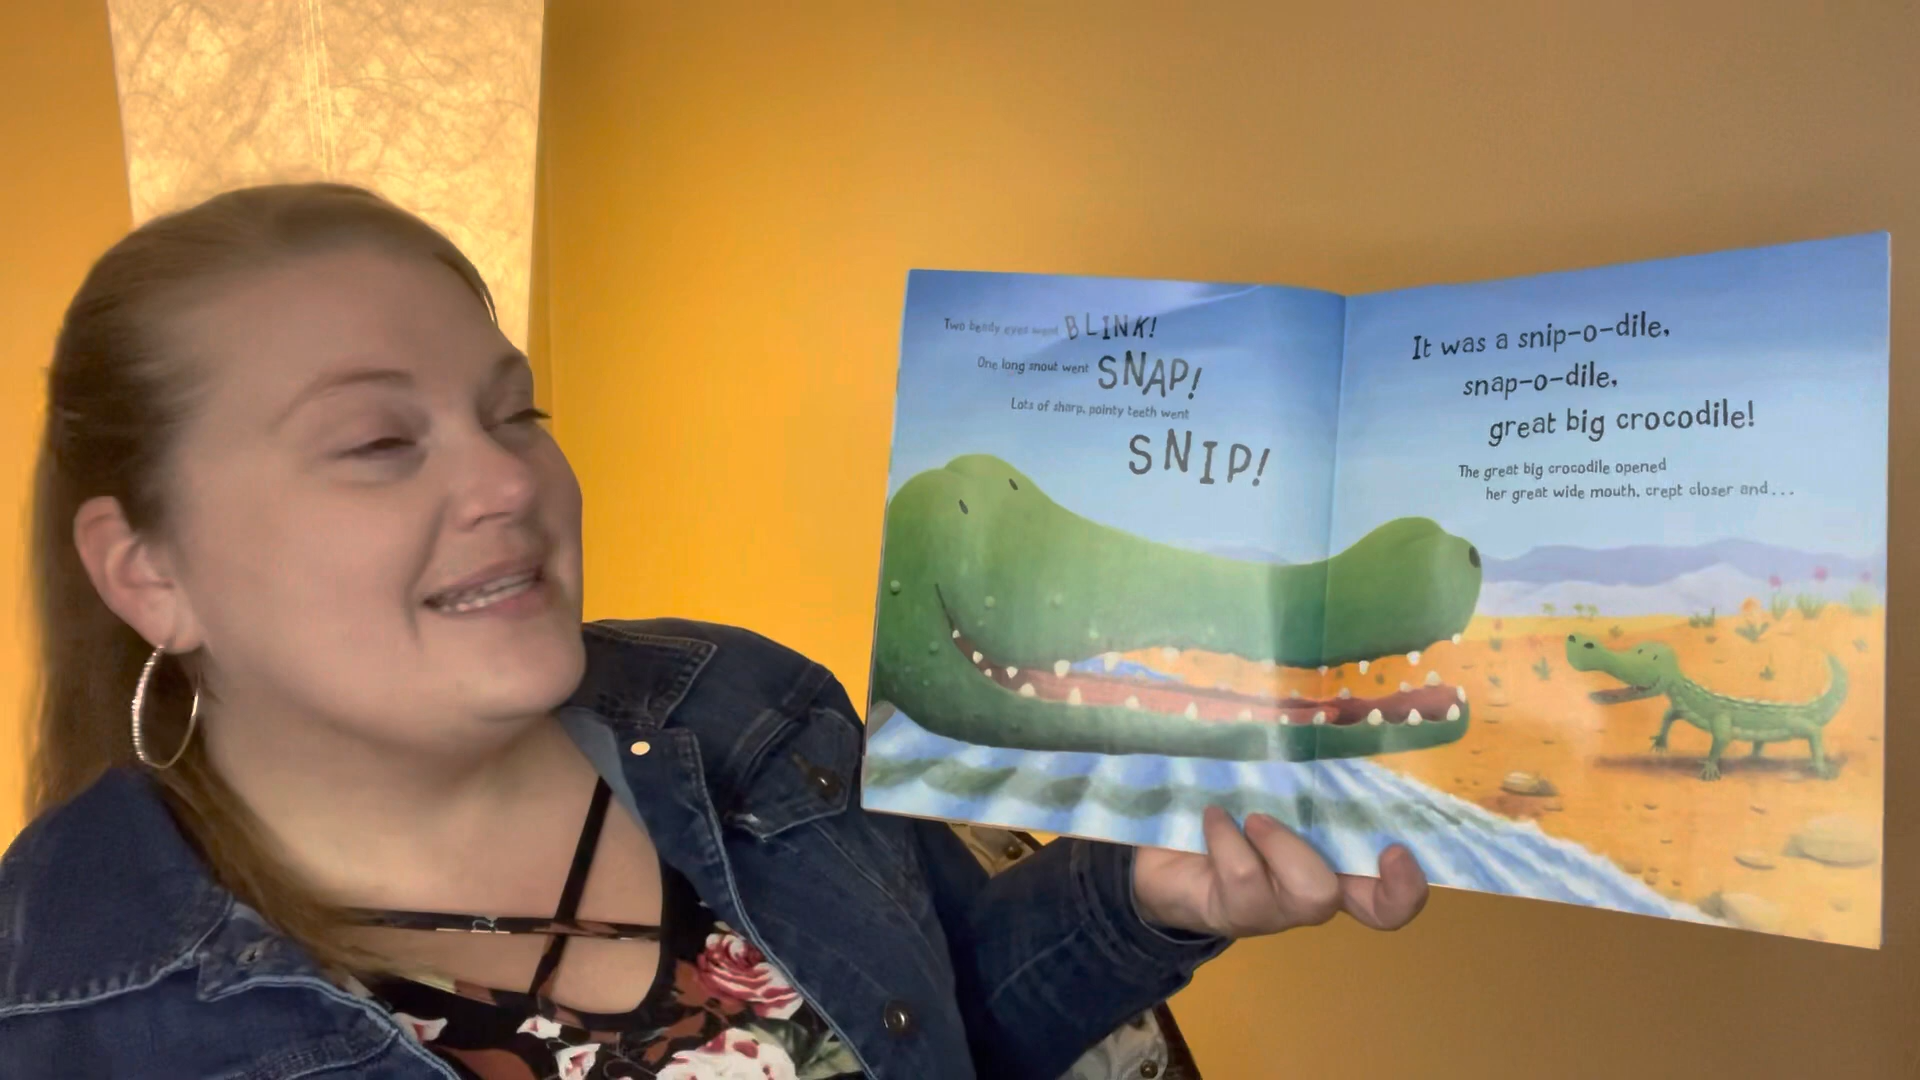 Two beady eyes went BLINK!
One long snout went SNAP!
Lots of sharp, pointy teeth went
SNIP!
It was a snip-o-dile,
snap-o-dile,
great big crocodile!
The great big crocodile opened
her great wide mouth, crept closer and...